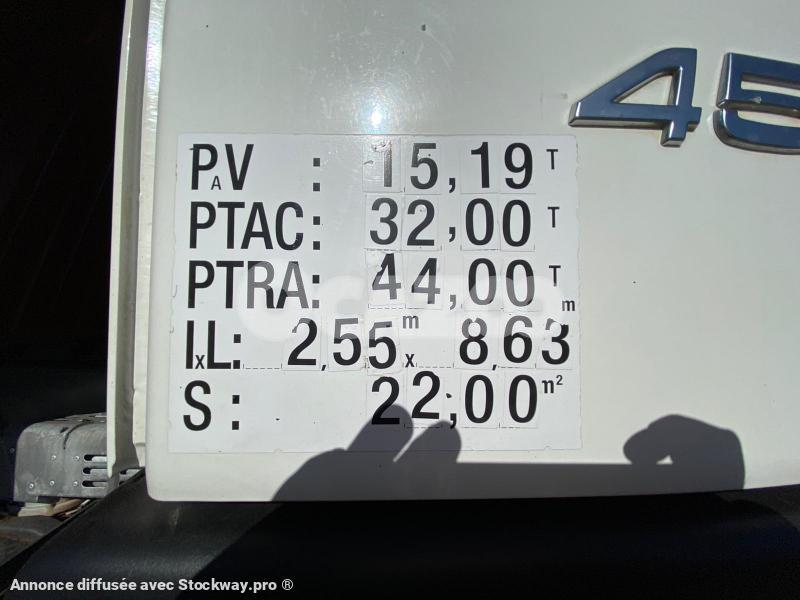 45
PAV : 15,19 T
PTAC: 32,00 T
PTRA: 44,00 T
IxL: 2,55 m x 8,63 m
S : 22,00 m²
Annonce diffusée avec Stockway.pro ®